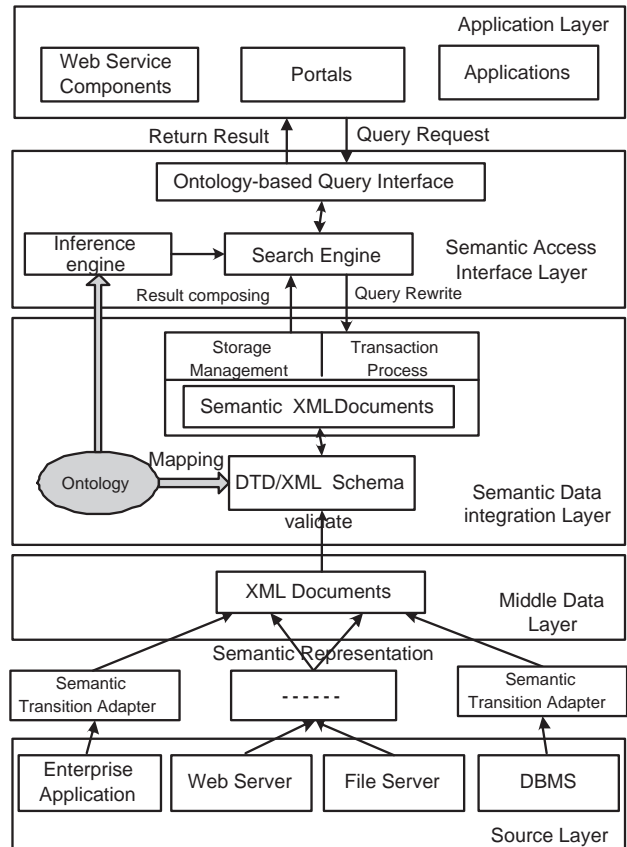 Application Layer
Web Service
Components
Portals
Applications
Return Result
Query Request
Ontology-based Query Interface
Inference
engine
Search Engine
Semantic Access
Interface Layer
Result composing
Query Rewrite
Storage
Management
Transaction
Process
Semantic XMLDocuments
Mapping
Ontology
DTD/XML Schema
validate
Semantic Data
integration Layer
XML Documents
Middle Data
Layer
Semantic Representation
Semantic
Transition Adapter
------
Semantic
Transition Adapter
Enterprise
Application
Web Server
File Server
DBMS
Source Layer